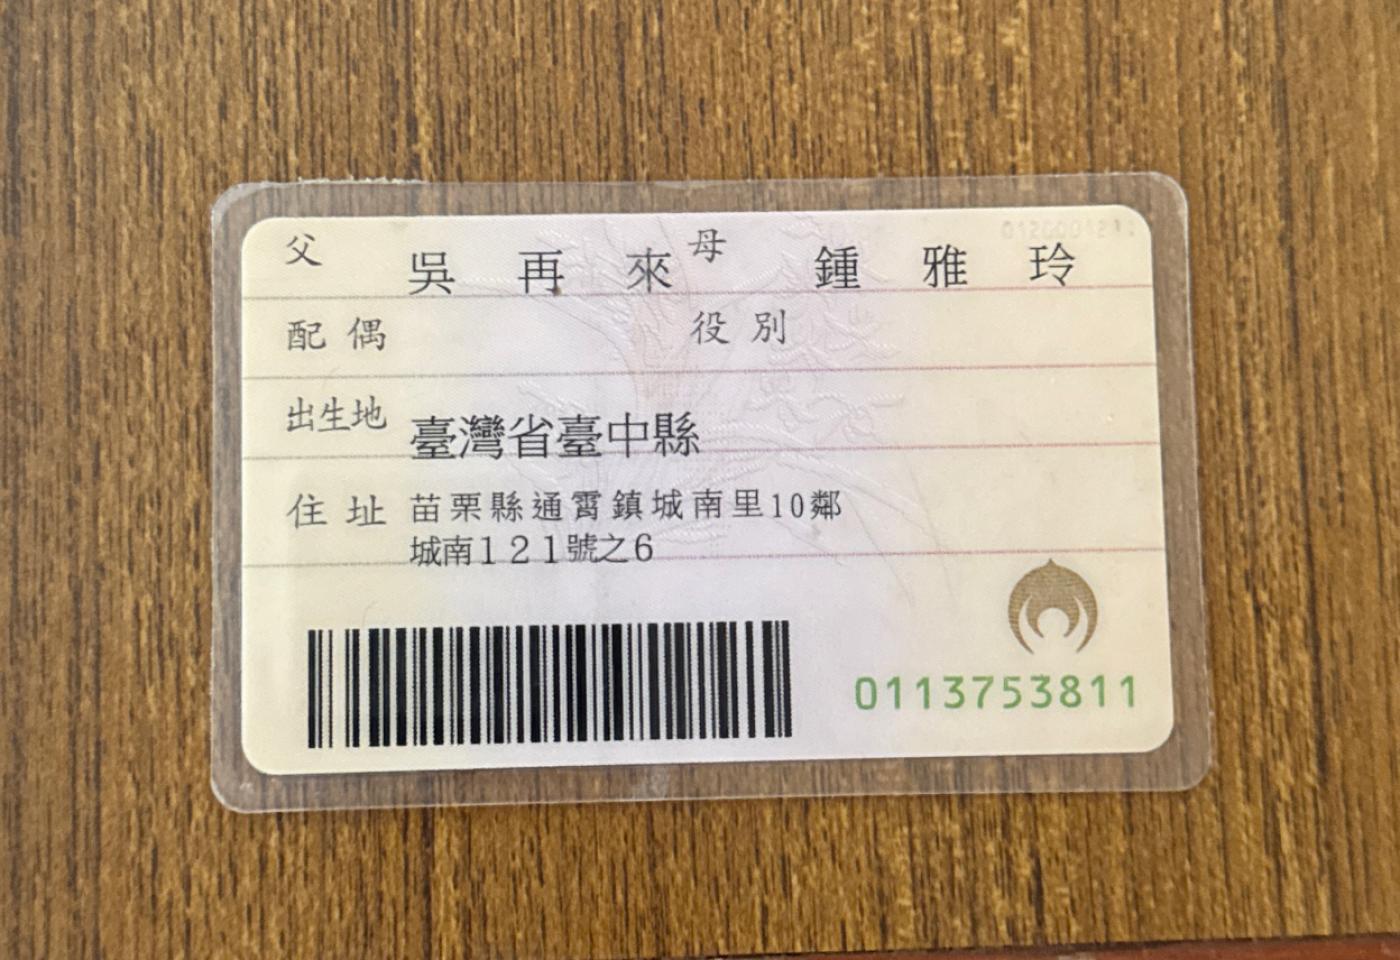 父 吳再來 母 鍾雅玲
配偶 役別
出生地 臺灣省臺中縣
住址 苗栗縣通霄鎮城南里10鄰
城南121號之6
0113753811